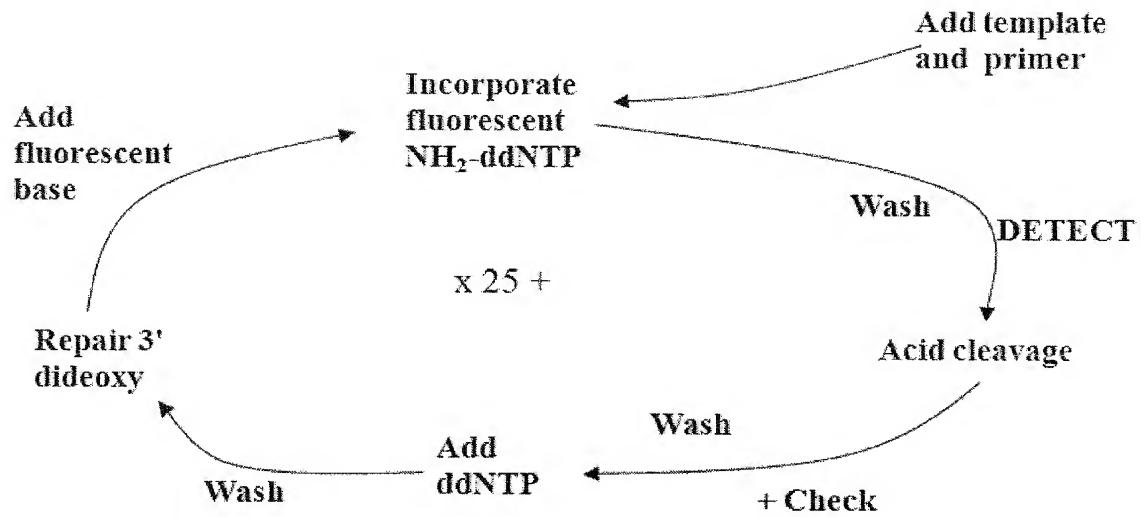 Add template
and primer
Incorporate
fluorescent
NH₂-ddNTP
Add
fluorescent
base
Wash
DETECT
x 25 +
Repair 3'
dideoxy
Acid cleavage
Wash
Add
ddNTP
Wash
+ Check